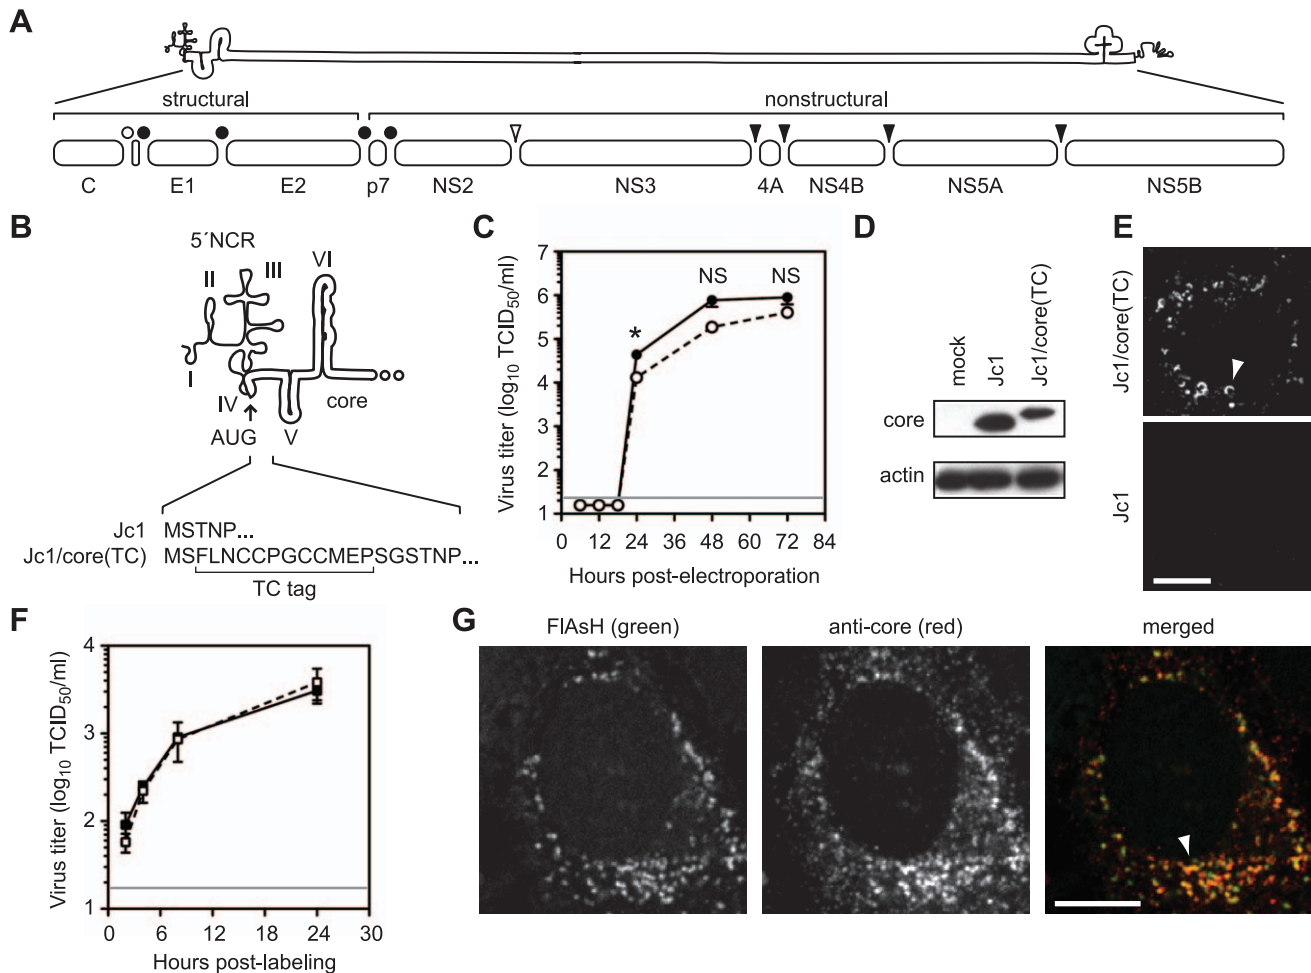 A
structural
nonstructural
C E1 E2 p7 NS2 NS3 4A NS4B NS5A NS5B
B
5´NCR
I
II
III
IV
V
VI
AUG
core
Jc1 MSTNP...
Jc1/core(TC) MSFLNCCPGCCMEPSGSTNP...
TC tag
C
Virus titer (log10 TCID50/ml)
7
6
5
4
3
2
1
*
NS
NS
0 12 24 36 48 60 72 84
Hours post-electroporation
D
mock
Jc1
Jc1/core(TC)
core
actin
E
Jc1/core(TC)
Jc1
F
Virus titer (log10 TCID50/ml)
4
3
2
1
0 6 12 18 24 30
Hours post-labeling
G
FlAsH (green)
anti-core (red)
merged